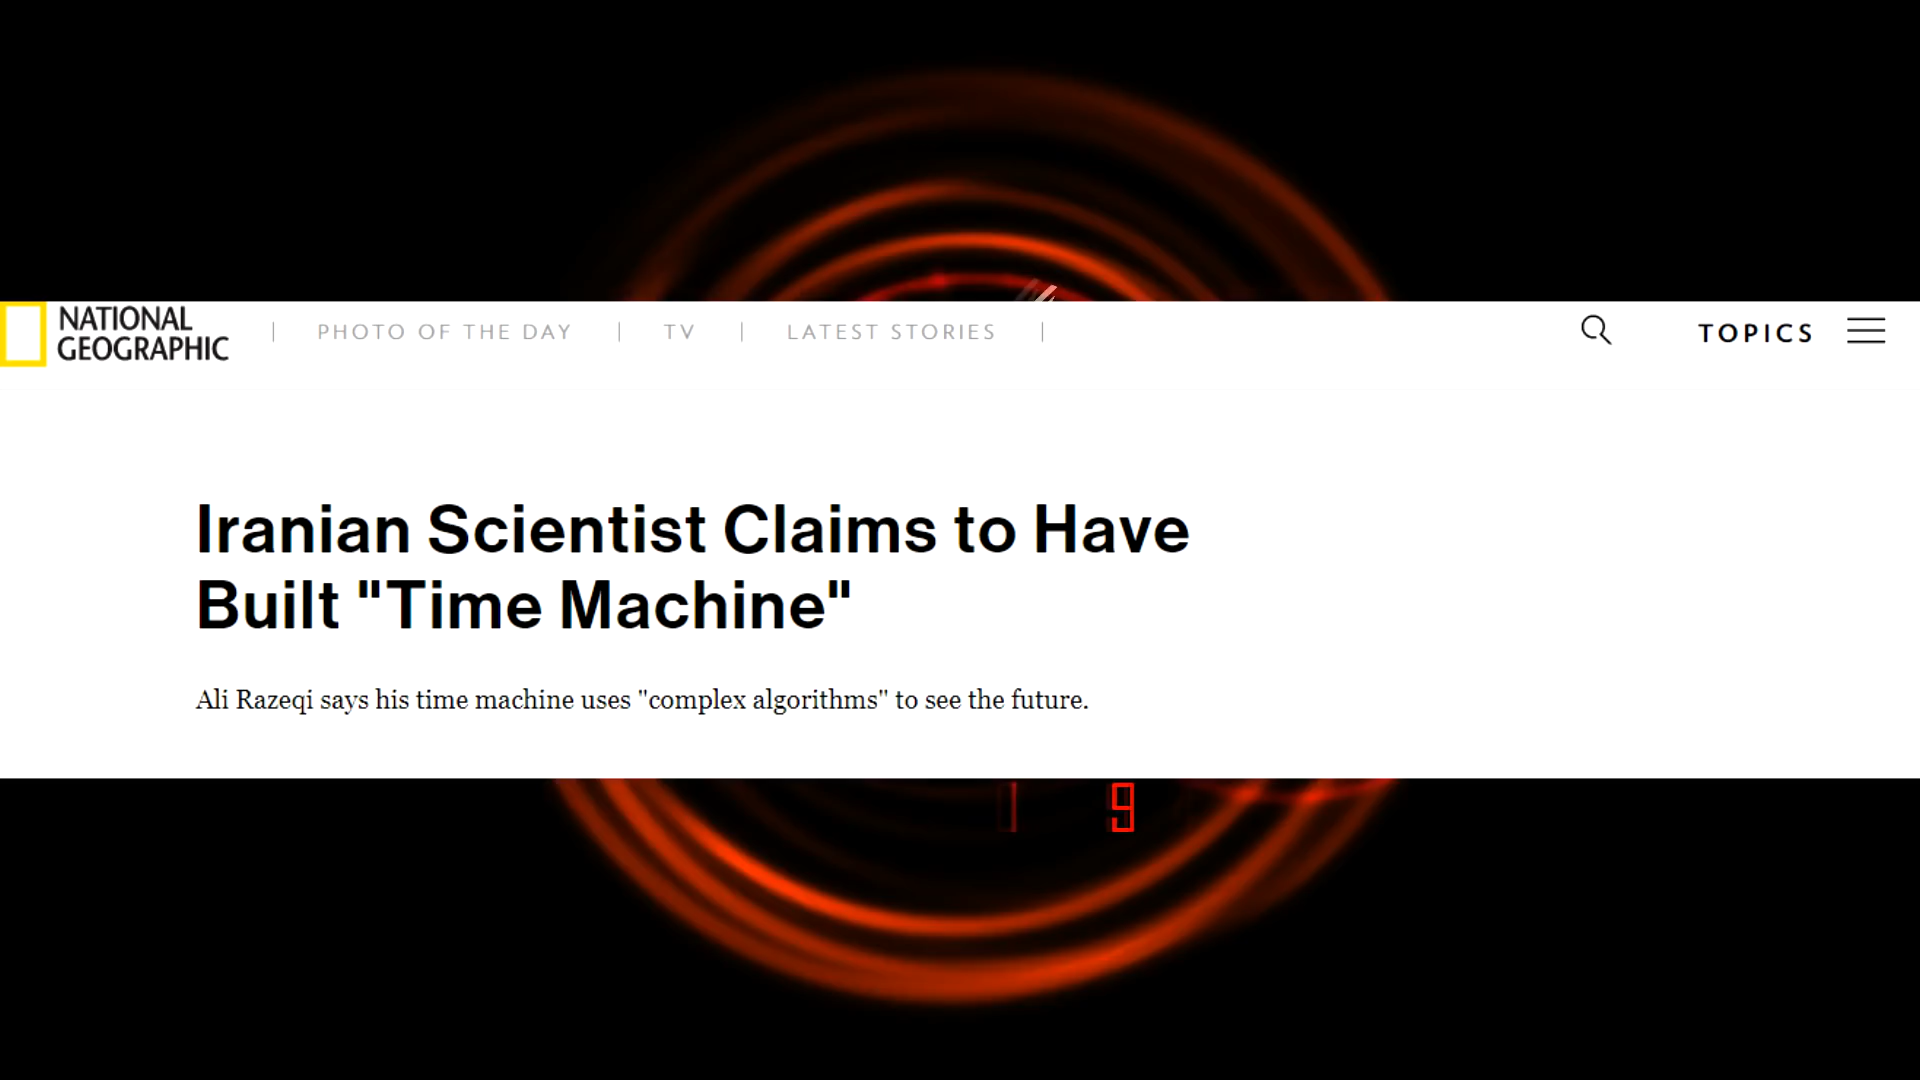 NATIONAL
GEOGRAPHIC
PHOTO OF THE DAY
TV
LATEST STORIES
TOPICS
Iranian Scientist Claims to Have
Built "Time Machine"
Ali Razeqi says his time machine uses "complex algorithms" to see the future.
1 9